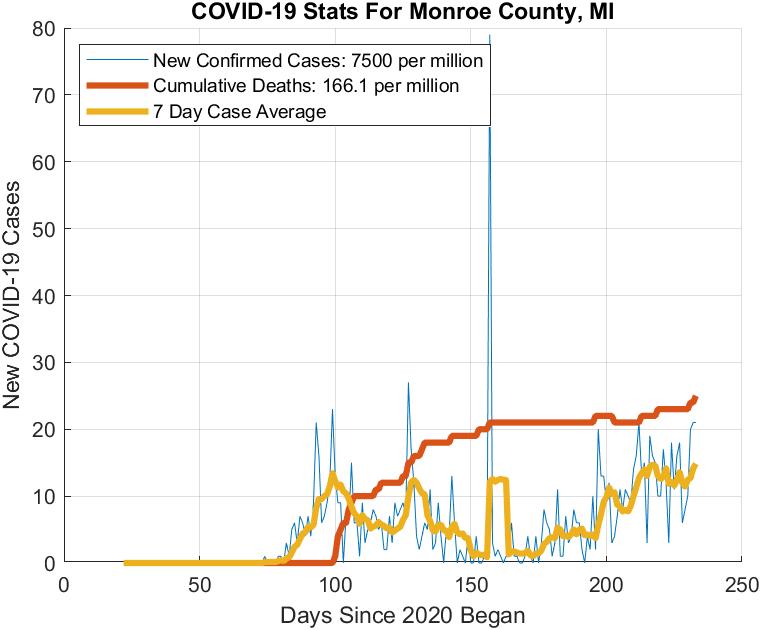 COVID-19 Stats For Monroe County, MI
80
New Confirmed Cases: 7500 per million
Cumulative Deaths: 166.1 per million
7 Day Case Average
70
60
50
40
30
20
10
0
New COVID-19 Cases
0 50 100 150 200 250
Days Since 2020 Began